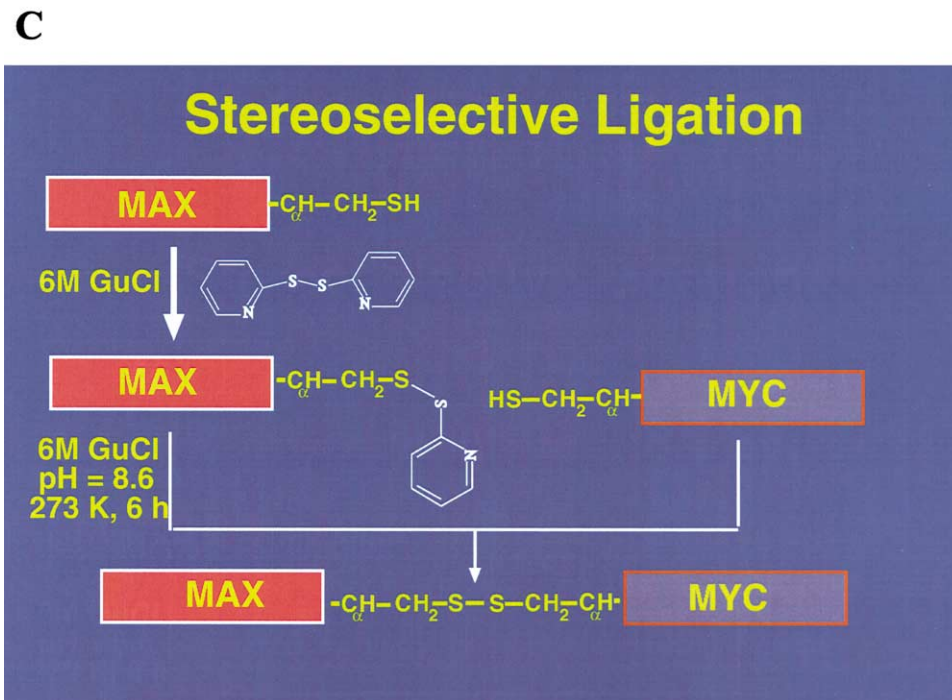 C
Stereoselective Ligation
MAX -CH-CH2-SH
α
6M GuCl
S S
N N
MAX -CH-CH2-S
α
S
N
HS-CH2-CH- MYC
α
6M GuCl
pH = 8.6
273 K, 6 h
MAX -CH-CH2-S-S-CH2-CH- MYC
α α